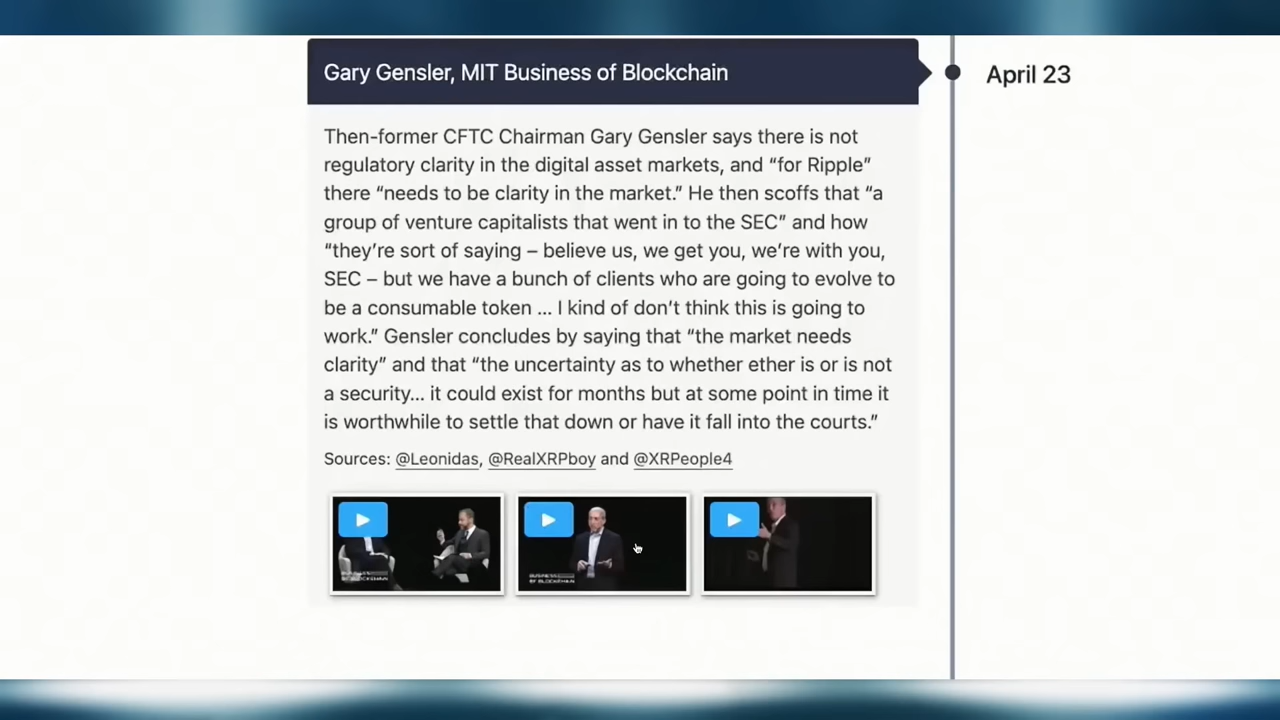 Gary Gensler, MIT Business of Blockchain
April 23
Then-former CFTC Chairman Gary Gensler says there is not
regulatory clarity in the digital asset markets, and “for Ripple”
there “needs to be clarity in the market.” He then scoffs that “a
group of venture capitalists that went in to the SEC” and how
“they’re sort of saying – believe us, we get you, we’re with you,
SEC – but we have a bunch of clients who are going to evolve to
be a consumable token ... I kind of don’t think this is going to
work.” Gensler concludes by saying that “the market needs
clarity” and that “the uncertainty as to whether ether is or is not
a security... it could exist for months but at some point in time it
is worthwhile to settle that down or have it fall into the courts.”
Sources: @Leonidas, @RealXRPboy and @XRPeople4
BUSINESS
OF BLOCKCHAIN
BUSINESS
OF BLOCKCHAIN